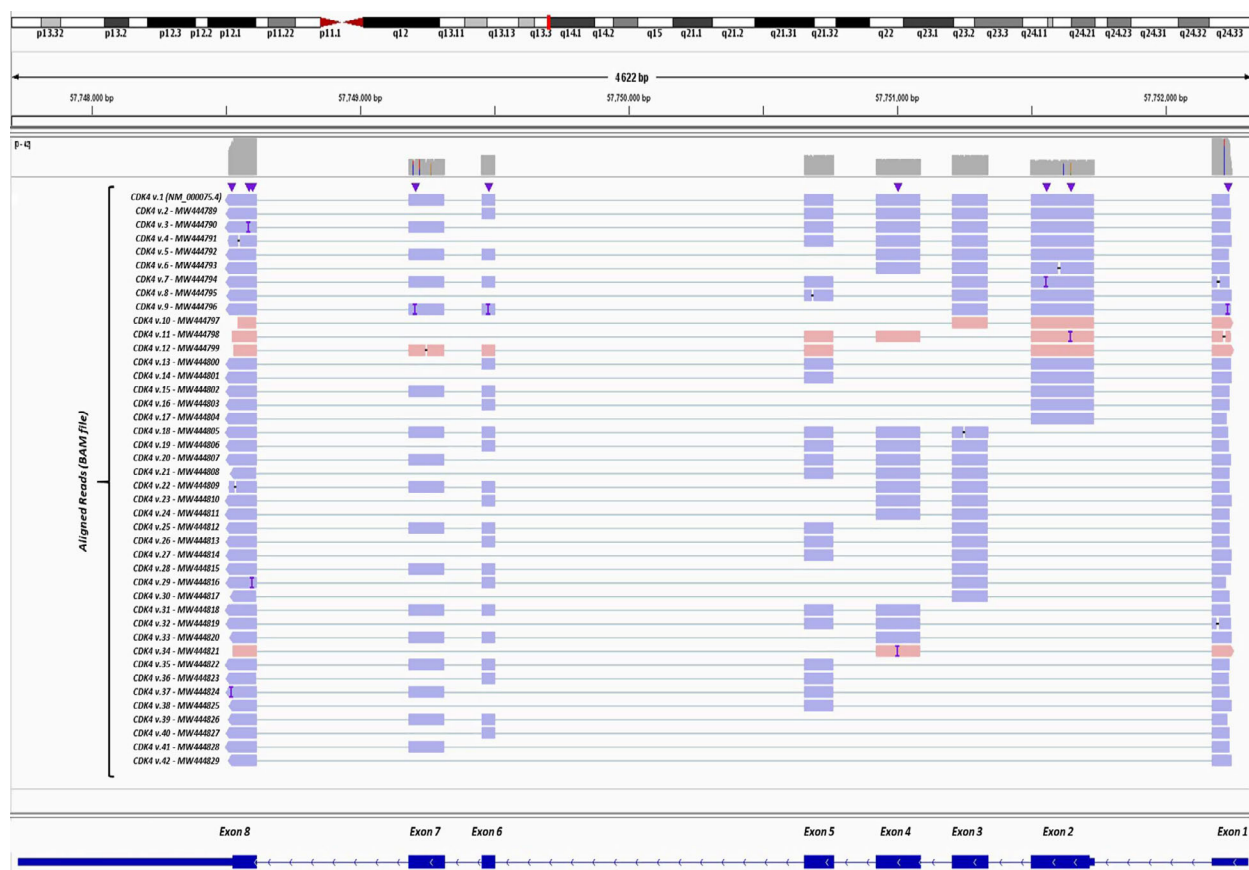 p13.32 p13.2 p12.3 p12.2 p12.1 p11.22 p11.1 q12 q13.11 q13.13 q13.3 q14.1 q14.2 q15 q21.1 q21.2 q21.31 q21.32 q22 q23.1 q23.2 q23.3 q24.11 q24.21 q24.23 q24.31 q24.32 q24.33
4 622 bp
57,748,000 bp 57,749,000 bp 57,750,000 bp 57,751,000 bp 57,752,000 bp
CDK4 v.1 (NM_000075.4)
CDK4 v.2 - MW444789
CDK4 v.3 - MW444790
CDK4 v.4 - MW444791
CDK4 v.5 - MW444792
CDK4 v.6 - MW444793
CDK4 v.7 - MW444794
CDK4 v.8 - MW444795
CDK4 v.9 - MW444796
CDK4 v.10 - MW444797
CDK4 v.11 - MW444798
CDK4 v.12 - MW444799
CDK4 v.13 - MW444800
CDK4 v.14 - MW444801
CDK4 v.15 - MW444802
CDK4 v.16 - MW444803
CDK4 v.17 - MW444804
CDK4 v.18 - MW444805
CDK4 v.19 - MW444806
CDK4 v.20 - MW444807
CDK4 v.21 - MW444808
CDK4 v.22 - MW444809
CDK4 v.23 - MW444810
CDK4 v.24 - MW444811
CDK4 v.25 - MW444812
CDK4 v.26 - MW444813
CDK4 v.27 - MW444814
CDK4 v.28 - MW444815
CDK4 v.29 - MW444816
CDK4 v.30 - MW444817
CDK4 v.31 - MW444818
CDK4 v.32 - MW444819
CDK4 v.33 - MW444820
CDK4 v.34 - MW444821
CDK4 v.35 - MW444822
CDK4 v.36 - MW444823
CDK4 v.37 - MW444824
CDK4 v.38 - MW444825
CDK4 v.39 - MW444826
CDK4 v.40 - MW444827
CDK4 v.41 - MW444828
CDK4 v.42 - MW444829
Aligned Reads (BAM file)
Exon 8 Exon 7 Exon 6 Exon 5 Exon 4 Exon 3 Exon 2 Exon 1